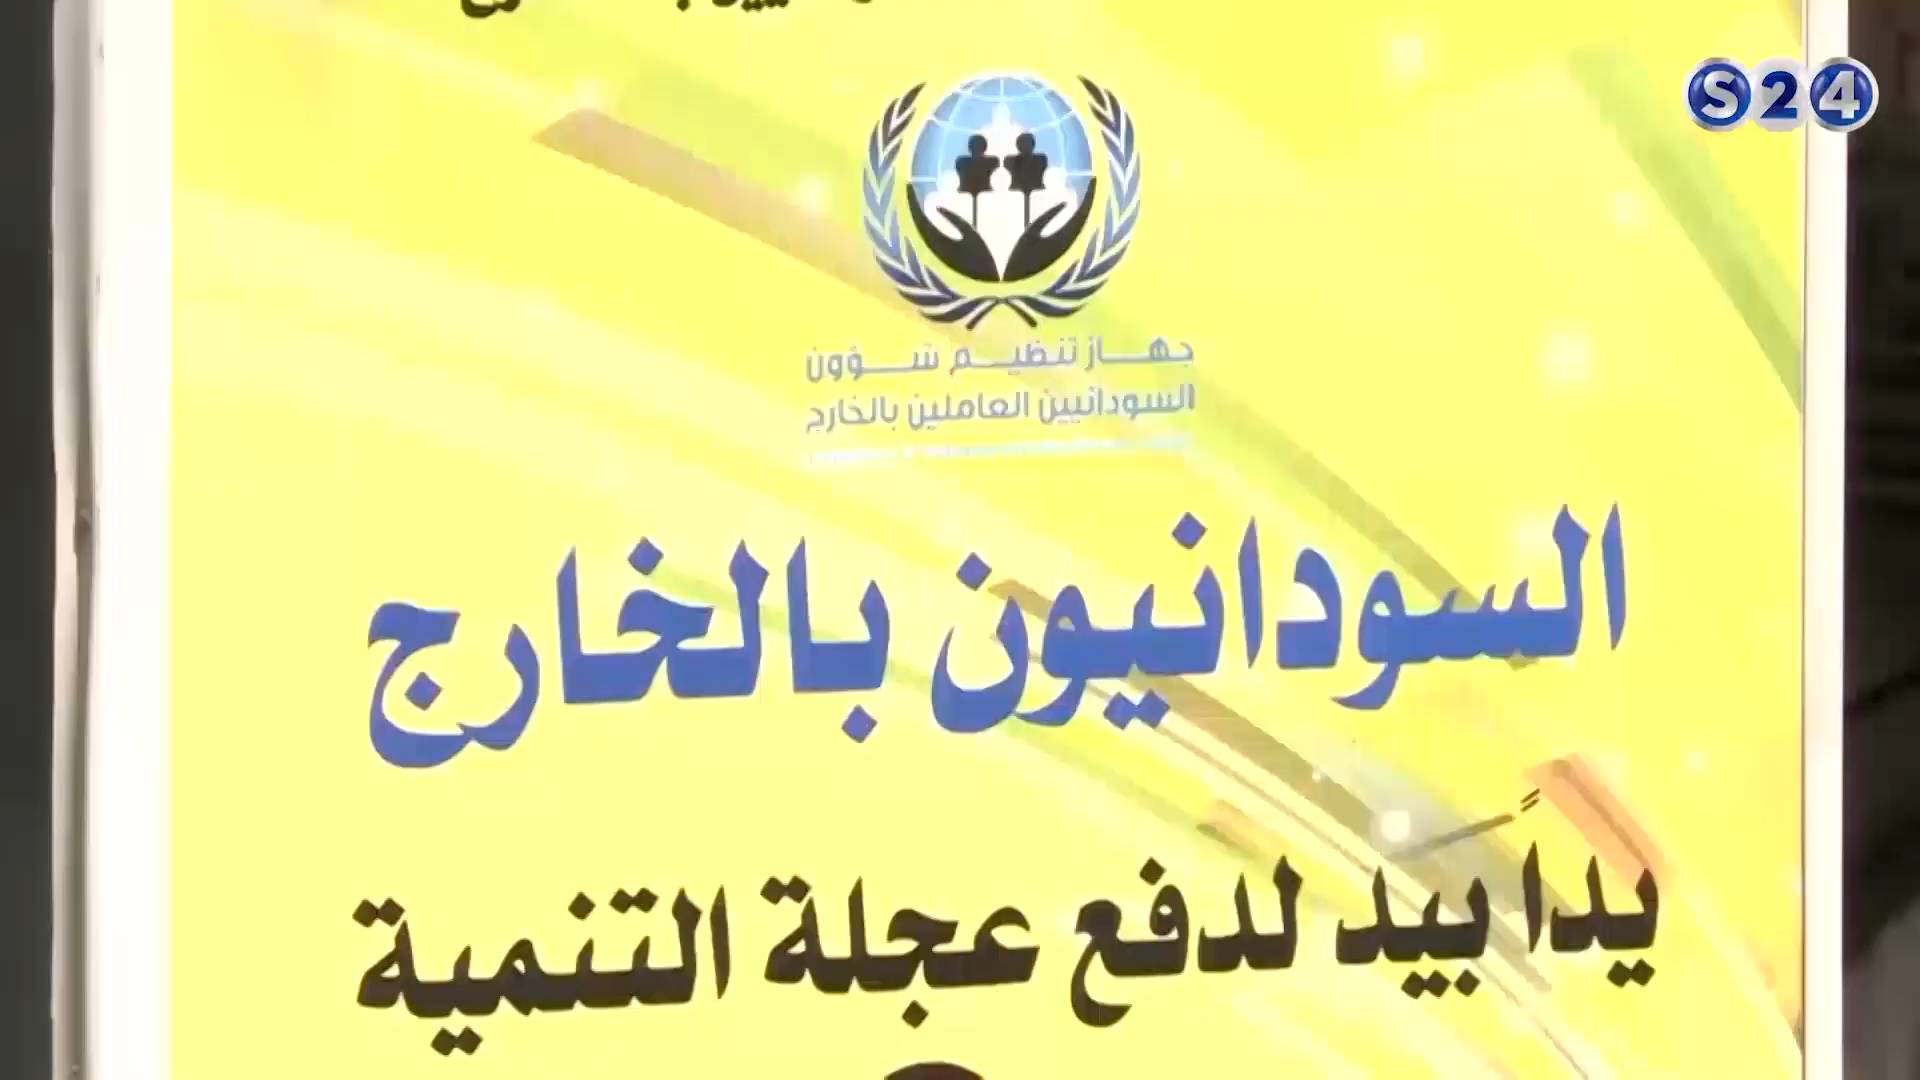 S24
جهاز تنظيم شؤون
السودانيين العاملين بالخارج
السودانيون بالخارج
يداً بيد لدفع عجلة التنمية